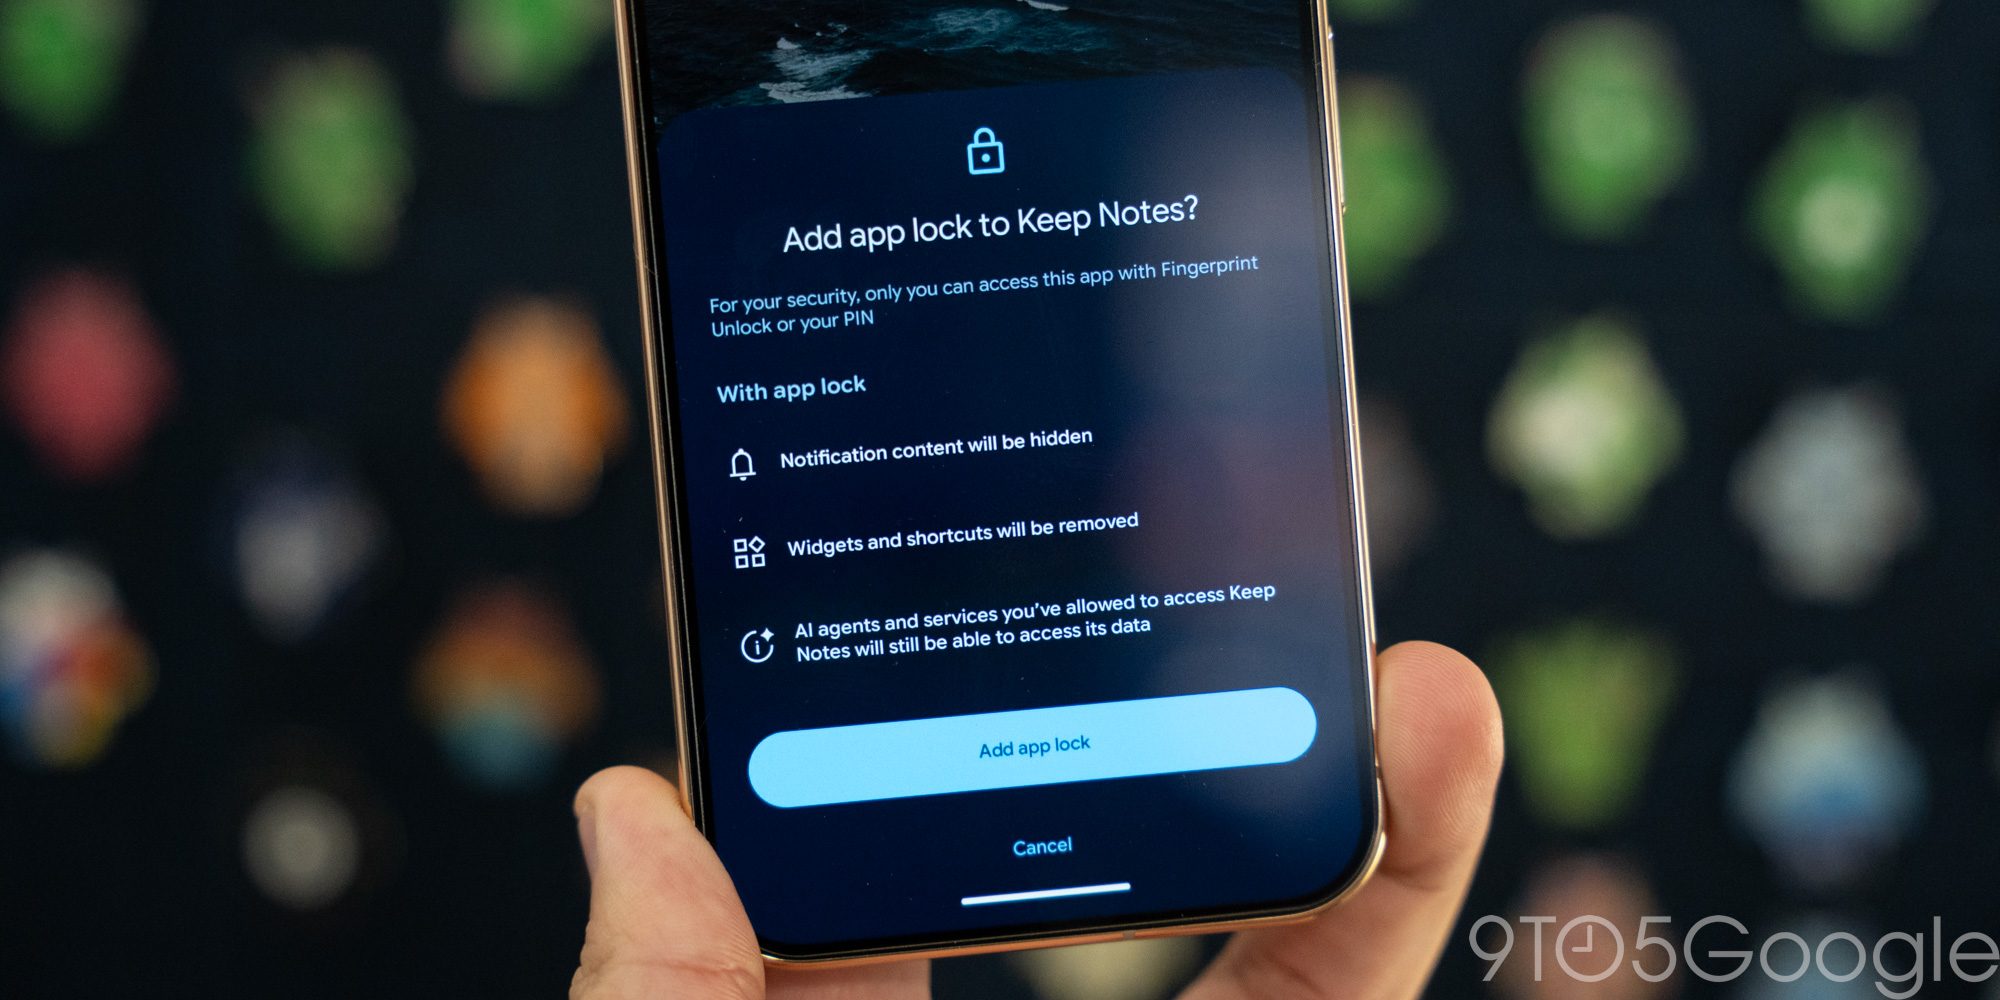 Add app lock to Keep Notes?
For your security, only you can access this app with Fingerprint
Unlock or your PIN
With app lock
Notification content will be hidden
Widgets and shortcuts will be removed
AI agents and services you've allowed to access Keep
Notes will still be able to access its data
Add app lock
Cancel
9TO5Google